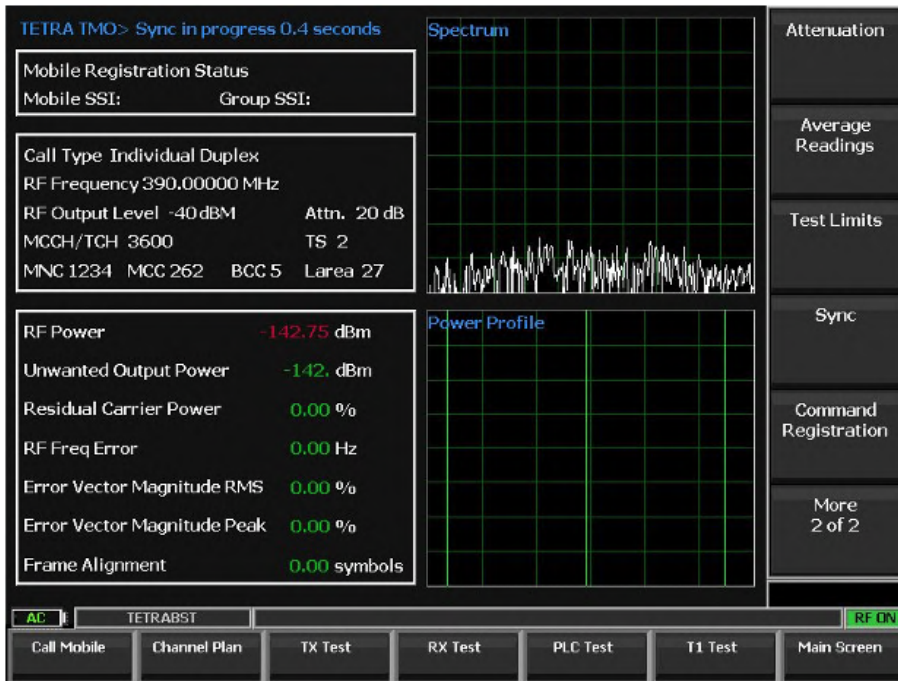 TETRA TMO> Sync in progress 0.4 seconds
Mobile Registration Status
Mobile SSI: Group SSI:
Call Type Individual Duplex
RF Frequency 390.00000 MHz
RF Output Level -40 dBM Attn. 20 dB
MCCH/TCH 3600 TS 2
MNC 1234 MCC 262 BCC 5 Larea 27
RF Power -142.75 dBm
Unwanted Output Power -142. dBm
Residual Carrier Power 0.00 %
RF Freq Error 0.00 Hz
Error Vector Magnitude RMS 0.00 %
Error Vector Magnitude Peak 0.00 %
Frame Alignment 0.00 symbols
Spectrum
Power Profile
Attenuation
Average
Readings
Test Limits
Sync
Command
Registration
More
2 of 2
AC TETRABST RF ON
Call Mobile Channel Plan TX Test RX Test PLC Test T1 Test Main Screen